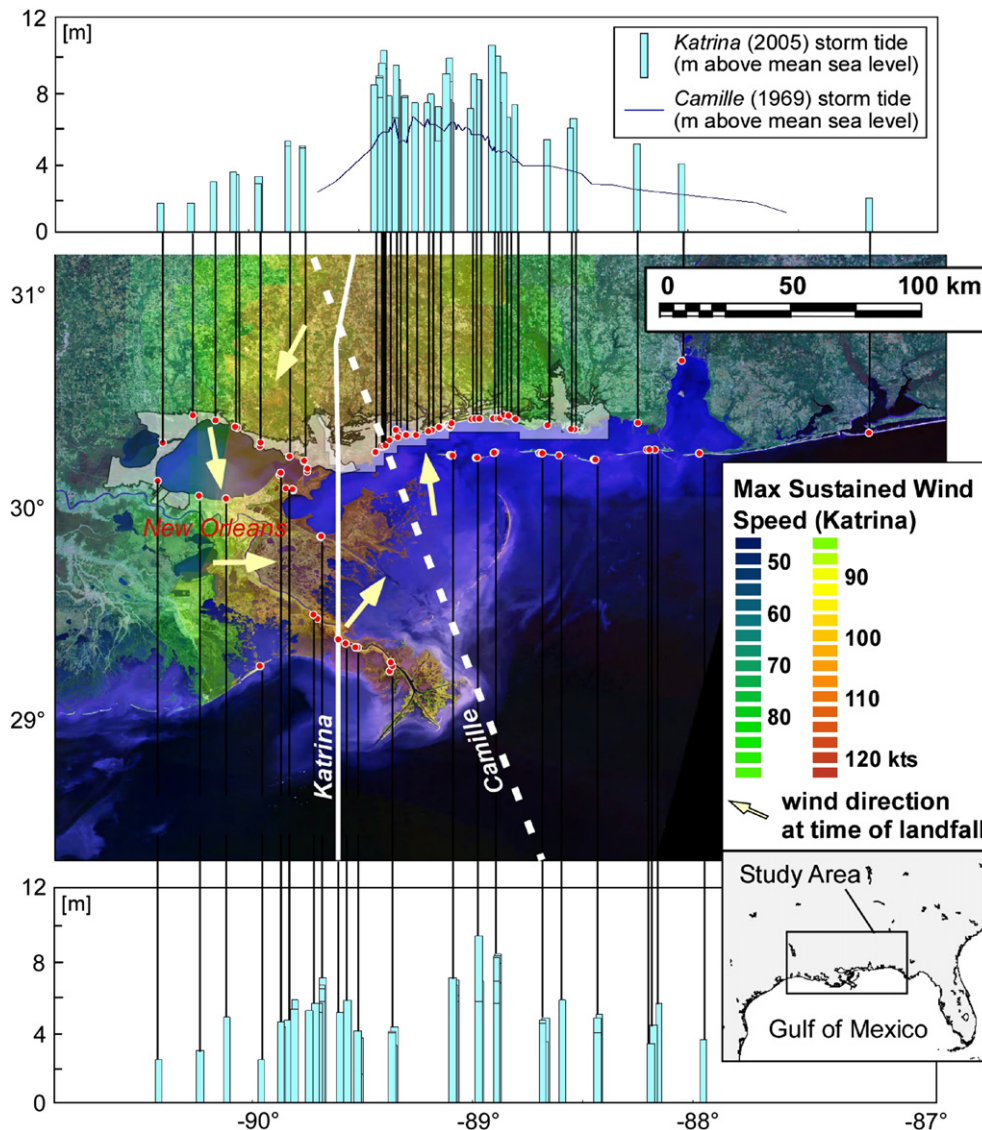 12
[m]
8
4
0
Katrina (2005) storm tide
(m above mean sea level)
Camille (1969) storm tide
(m above mean sea level)
0 50 100 km
31°
30°
29°
New Orleans
Katrina
Camille
Max Sustained Wind
Speed (Katrina)
50
60
70
80
90
100
110
120 kts
wind direction
at time of landfall
Study Area
Gulf of Mexico
12
[m]
8
4
0
-90° -89° -88° -87°